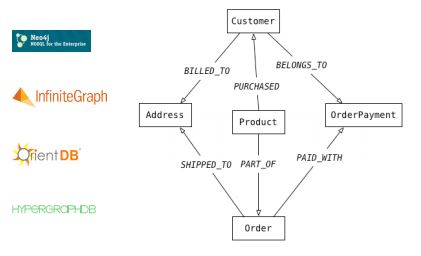 Neo4j
NOSQL for the Enterprise
InfiniteGraph
OrientDB
HYPERGRAPHDB
Customer
BILLED_TO
BELONGS_TO
PURCHASED
Address
Product
OrderPayment
SHIPPED_TO
PART_OF
PAID_WITH
Order